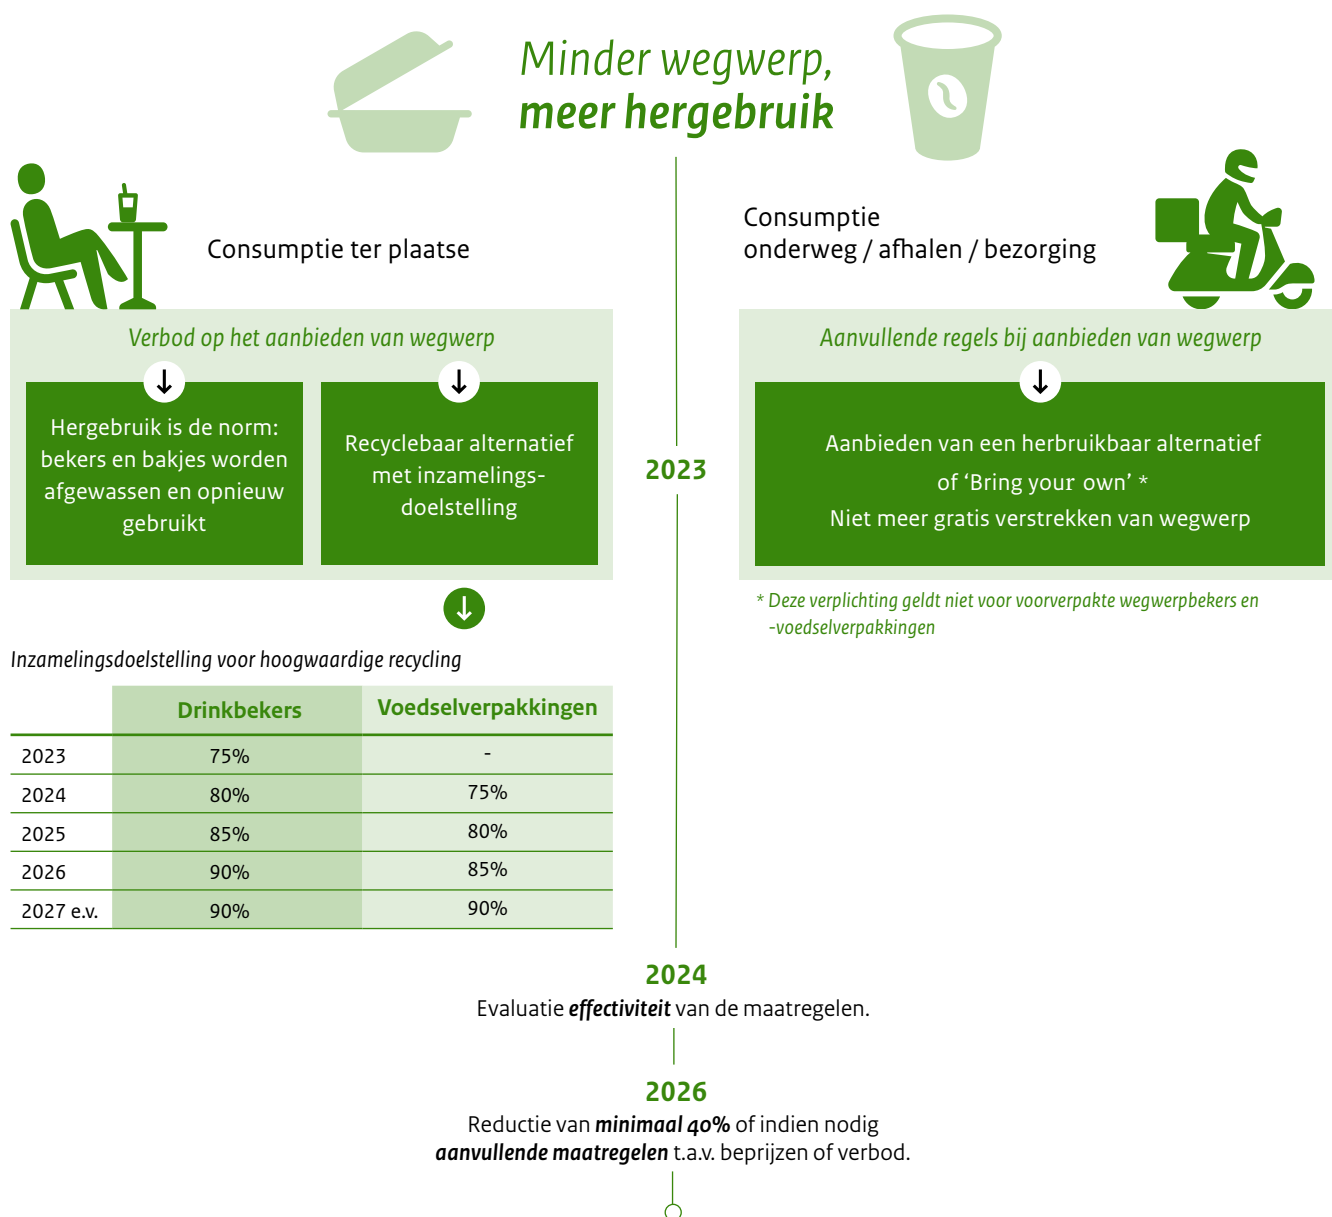 Minder wegwerp,
meer hergebruik
Consumptie ter plaatse
Verbod op het aanbieden van wegwerp
Hergebruik is de norm:
bekers en bakjes worden
afgewassen en opnieuw
gebruikt
Recyclebaar alternatief
met inzamelings-
doelstelling
Consumptie
onderweg / afhalen / bezorging
Aanvullende regels bij aanbieden van wegwerp
Aanbieden van een herbruikbaar alternatief
of ‘Bring your own’ *
Niet meer gratis verstrekken van wegwerp
* Deze verplichting geldt niet voor voorverpakte wegwerpbekers en
-voedselverpakkingen
2023
Inzamelingsdoelstelling voor hoogwaardige recycling
Drinkbekers Voedselverpakkingen
2023 75% -
2024 80% 75%
2025 85% 80%
2026 90% 85%
2027 e.v. 90% 90%
2024
Evaluatie effectiviteit van de maatregelen.
2026
Reductie van minimaal 40% of indien nodig
aanvullende maatregelen t.a.v. beprijzen of verbod.